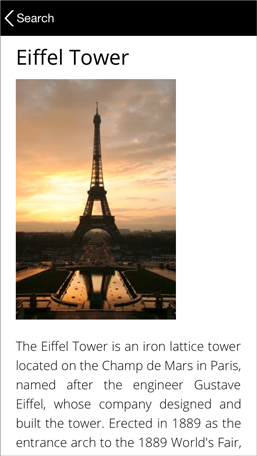 Search
Eiffel Tower
The Eiffel Tower is an iron lattice tower
located on the Champ de Mars in Paris,
named after the engineer Gustave
Eiffel, whose company designed and
built the tower. Erected in 1889 as the
entrance arch to the 1889 World's Fair,